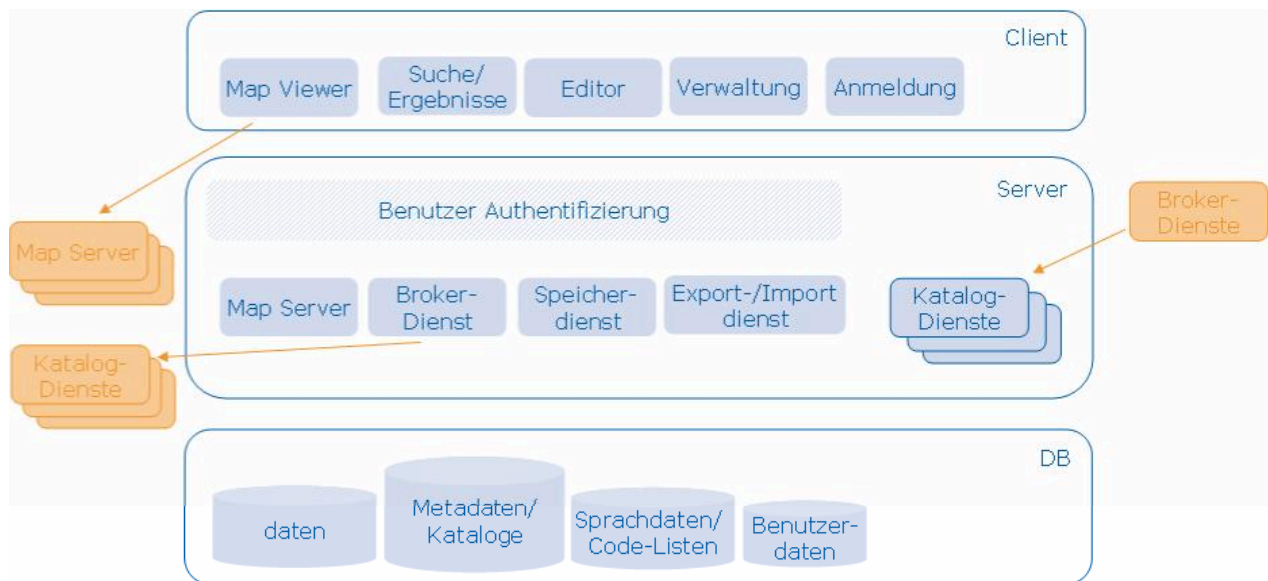 Client
Map Viewer
Suche/
Ergebnisse
Editor
Verwaltung
Anmeldung
Server
Benutzer Authentifizierung
Broker-
Dienste
Map Server
Map Server
Broker-
Dienst
Speicher-
dienst
Export-/Import
dienst
Katalog-
Dienste
Katalog-
Dienste
DB
daten
Metadaten/
Kataloge
Sprachdaten/
Code-Listen
Benutzer-
daten